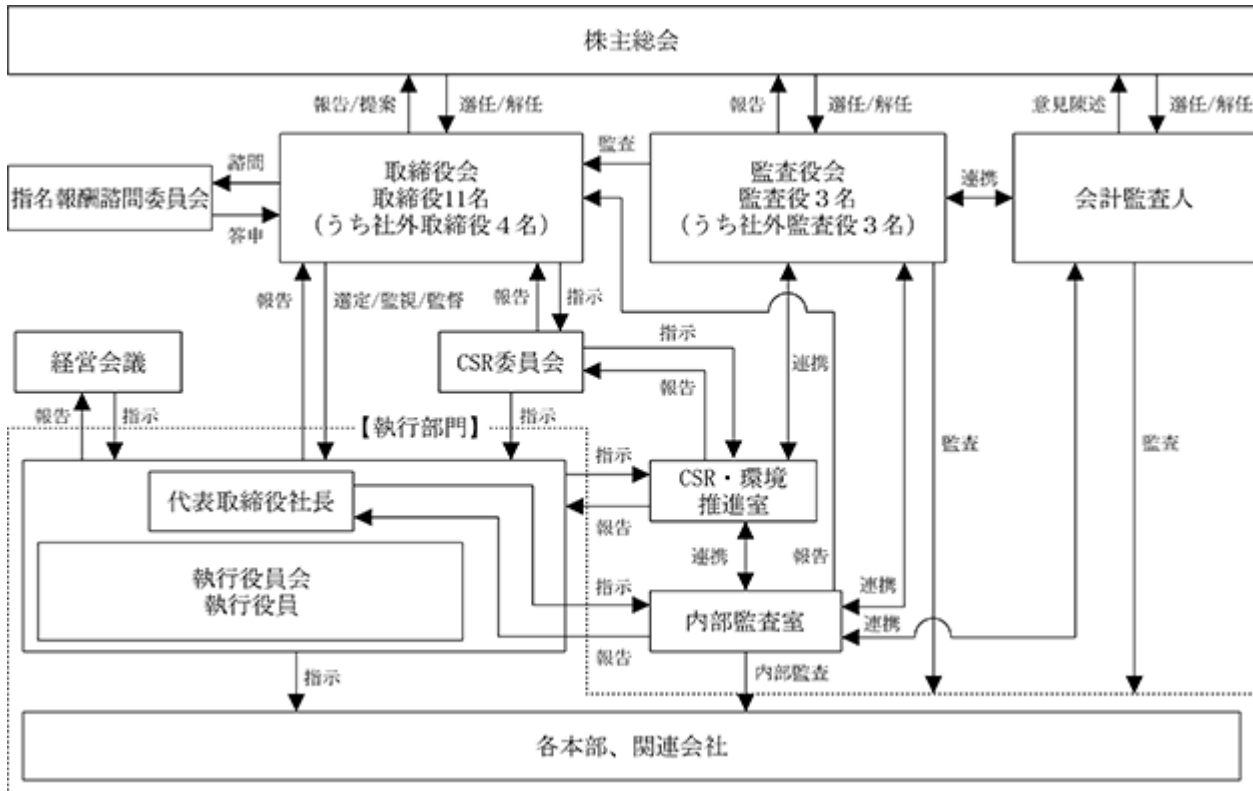 株主総会
報告/提案
選任/解任
報告
選任/解任
意見陳述
選任/解任
指名報酬諮問委員会
諮問
答申
取締役会
取締役11名
(うち社外取締役４名)
監査
監査役会
監査役３名
(うち社外監査役３名)
連携
会計監査人
報告
選定/監視/監督
報告
指示
経営会議
CSR委員会
指示
報告
連携
報告
指示
指示
【執行部門】
監査
監査
代表取締役社長
執行役員会
執行役員
指示
報告
CSR・環境
推進室
連携
報告
指示
報告
内部監査室
連携
連携
指示
内部監査
各本部、関連会社